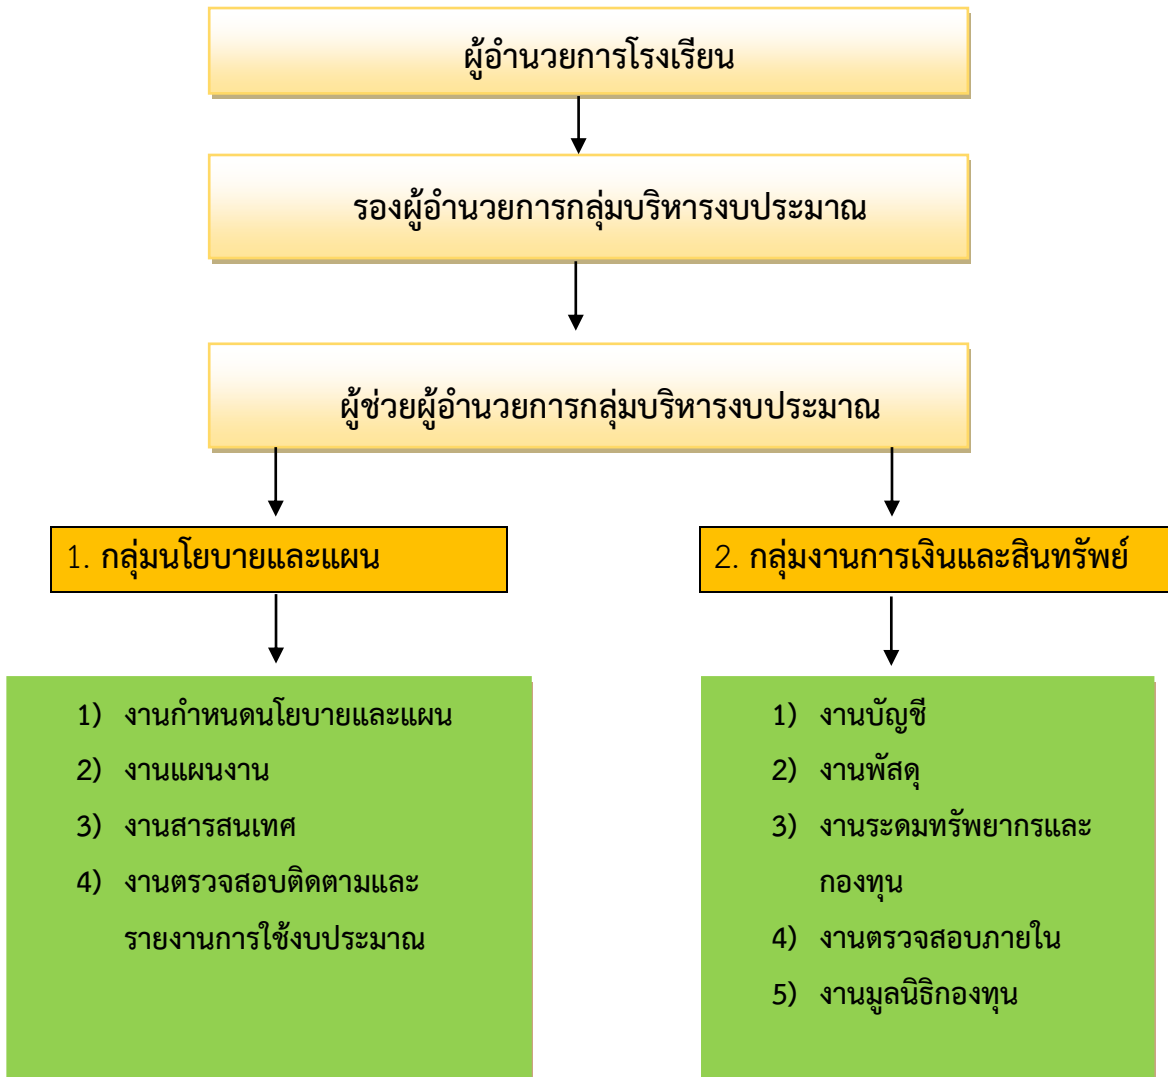 ผู้อำนวยการโรงเรียน
รองผู้อำนวยการกลุ่มบริหารงบประมาณ
ผู้ช่วยผู้อำนวยการกลุ่มบริหารงบประมาณ
1. กลุ่มนโยบายและแผน
1) งานกำหนดนโยบายและแผน
2) งานแผนงาน
3) งานสารสนเทศ
4) งานตรวจสอบติดตามและ
รายงานการใช้งบประมาณ
2. กลุ่มงานการเงินและสินทรัพย์
1) งานบัญชี
2) งานพัสดุ
3) งานระดมทรัพยากรและ
กองทุน
4) งานตรวจสอบภายใน
5) งานมูลนิธิกองทุน